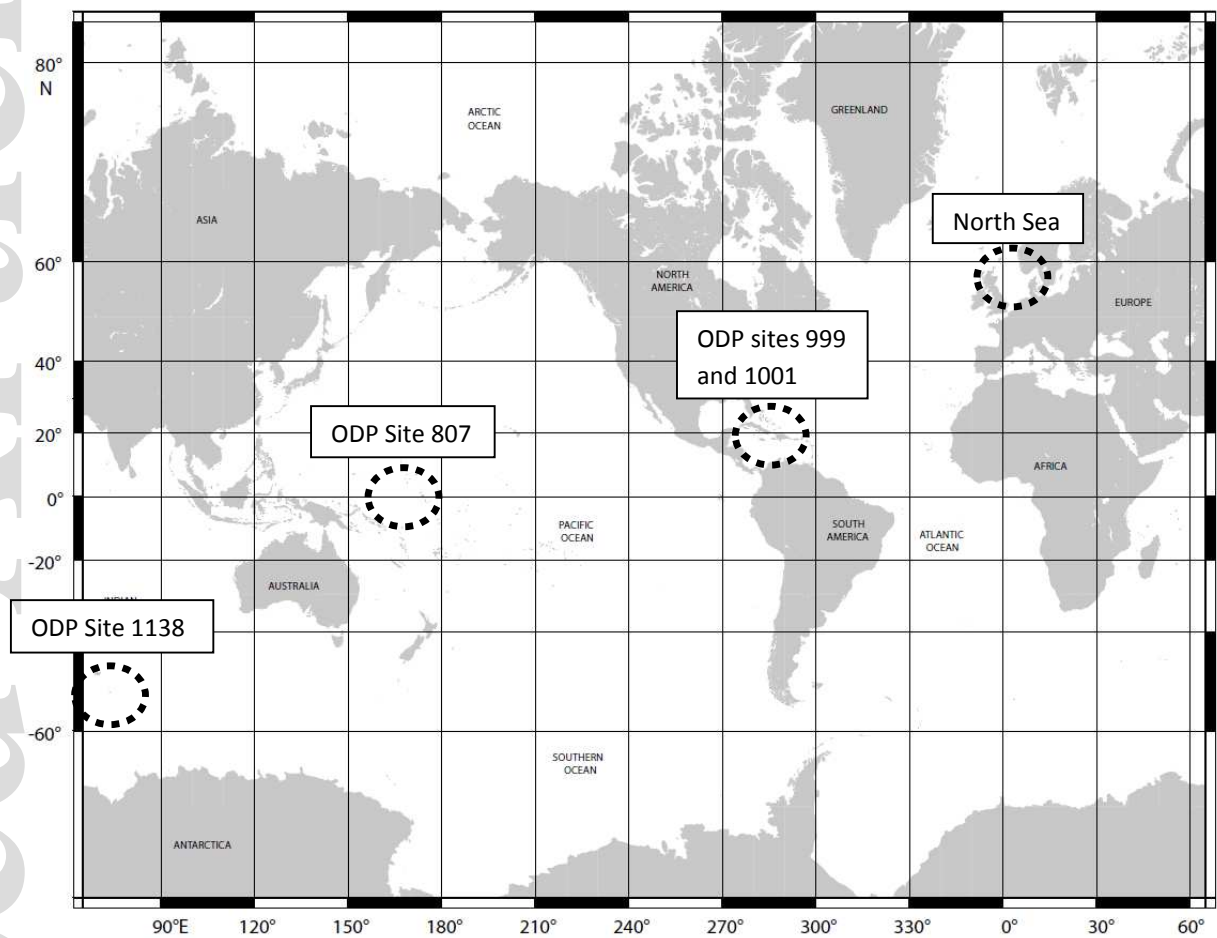 80°
N
ARCTIC
OCEAN
GREENLAND
ASIA
North Sea
60°
NORTH
AMERICA
EUROPE
ODP sites 999
and 1001
40°
ODP Site 807
20°
AFRICA
0°
PACIFIC
OCEAN
SOUTH
AMERICA
ATLANTIC
OCEAN
-20°
AUSTRALIA
ODP Site 1138
-60°
SOUTHERN
OCEAN
ANTARCTICA
90°E 120° 150° 180° 210° 240° 270° 300° 330° 0° 30° 60°